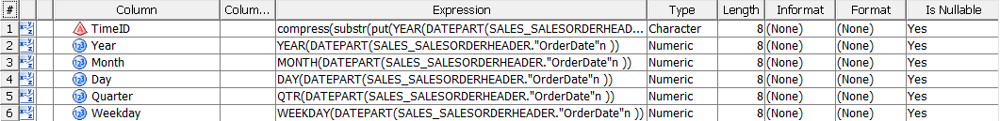 # Column Colum... Expression Type Length Informat Format Is Nullable
1 TimeID compress(substr(put(YEAR(DATEPART(SALES_SALESORDERHEAD... Character 8 (None) (None) Yes
2 Year YEAR(DATEPART(SALES_SALESORDERHEADER."OrderDate"n )) Numeric 8 (None) (None) Yes
3 Month MONTH(DATEPART(SALES_SALESORDERHEADER."OrderDate"n )) Numeric 8 (None) (None) Yes
4 Day DAY(DATEPART(SALES_SALESORDERHEADER."OrderDate"n )) Numeric 8 (None) (None) Yes
5 Quarter QTR(DATEPART(SALES_SALESORDERHEADER."OrderDate"n )) Numeric 8 (None) (None) Yes
6 Weekday WEEKDAY(DATEPART(SALES_SALESORDERHEADER."OrderDate"n )) Numeric 8 (None) (None) Yes